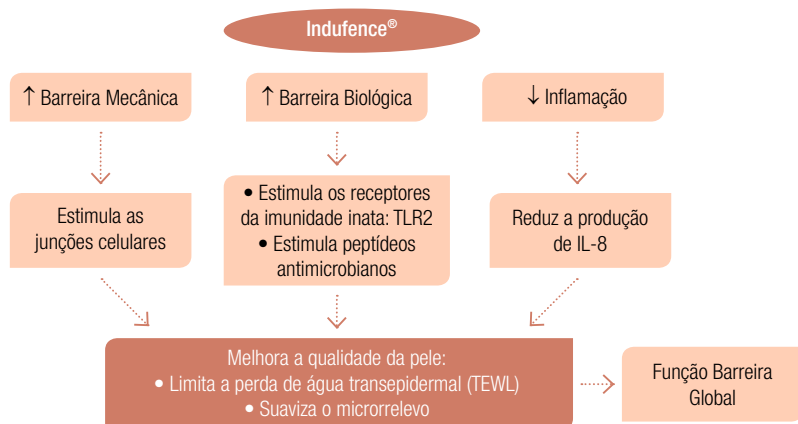 Indufence®
↑ Barreira Mecânica
↑ Barreira Biológica
↓ Inflamação
Estimula as
junções celulares
• Estimula os receptores
da imunidade inata: TLR2
• Estimula peptídeos
antimicrobianos
Reduz a produção
de IL-8
Melhora a qualidade da pele:
• Limita a perda de água transepidermal (TEWL)
• Suaviza o microrrelevo
Função Barreira
Global